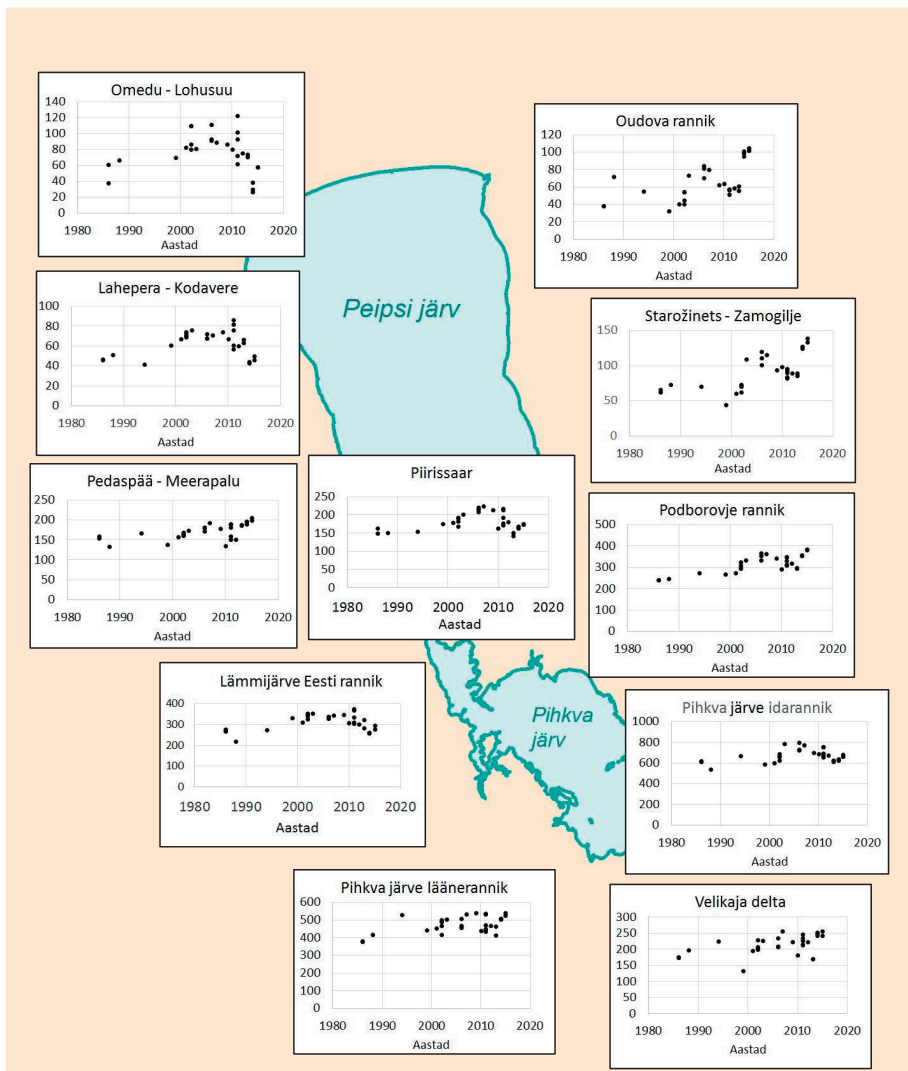 Omedu - Lohusuu
140
120
100
80
60
40
20
0
1980 1990 2000 2010 2020
Aastad
Oudova rannik
120
100
80
60
40
20
0
1980 1990 2000 2010 2020
Aastad
Lahepera - Kodavere
100
80
60
40
20
0
1980 1990 2000 2010 2020
Aastad
Peipsi järv
Starožinets - Zamogilje
150
100
50
0
1980 1990 2000 2010 2020
Aastad
Pedaspää - Meerapalu
250
200
150
100
50
0
1980 1990 2000 2010 2020
Aastad
Piirissaar
250
200
150
100
50
0
1980 1990 2000 2010 2020
Aastad
Podborovje rannik
500
400
300
200
100
0
1980 1990 2000 2010 2020
Aastad
Lämmijärve Eesti rannik
400
300
200
100
0
1980 1990 2000 2010 2020
Aastad
Pihkva
järv
Pihkva järve idarannik
1000
800
600
400
200
0
1980 1990 2000 2010 2020
Aastad
Pihkva järve läänerannik
600
500
400
300
200
100
0
1980 1990 2000 2010 2020
Aastad
Velikaja delta
300
250
200
150
100
50
0
1980 1990 2000 2010 2020
Aastad